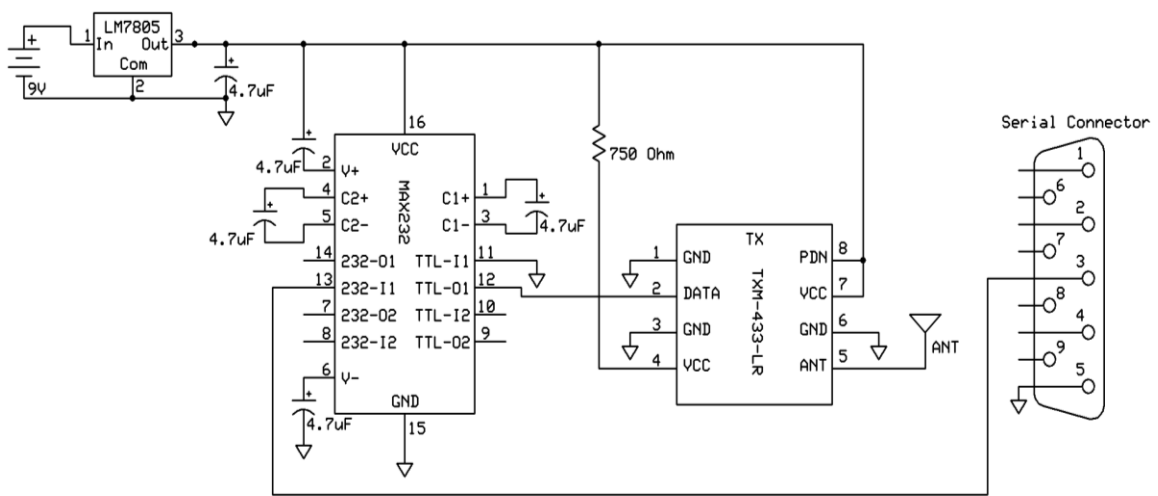 LM7805
1 In Out 3
Com
2
+
9V
+
4.7uF
Serial Connector
16
VCC
MAX232
+
4.7uF
2 V+
4 C2+
5 C2-
+
4.7uF
14 232-O1
13 232-I1
7 232-O2
8 232-I2
6 V-
+
4.7uF
C1+ 1
C1- 3
+
4.7uF
TTL-I1 11
TTL-O1 12
TTL-I2 10
TTL-O2 9
GND
15
750 Ohm
TX
TXM-433-LR
1 GND
2 DATA
3 GND
4 VCC
PDN 8
VCC 7
GND 6
ANT 5
ANT
1
6
2
7
3
8
4
9
5